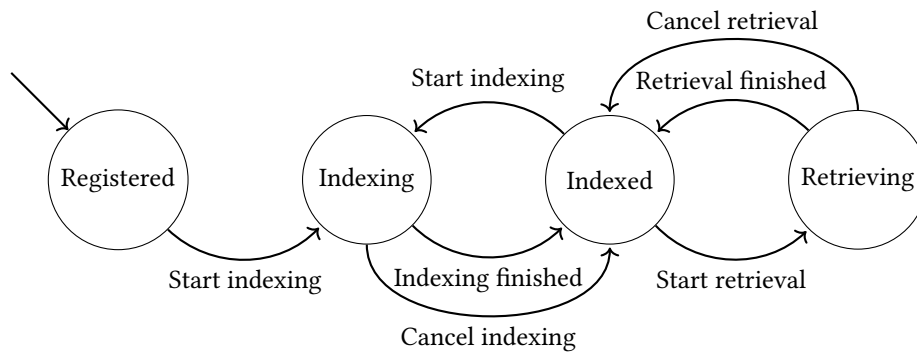 Cancel retrieval
Start indexing
Retrieval finished
Registered
Indexing
Indexed
Retrieving
Start indexing
Indexing finished
Start retrieval
Cancel indexing